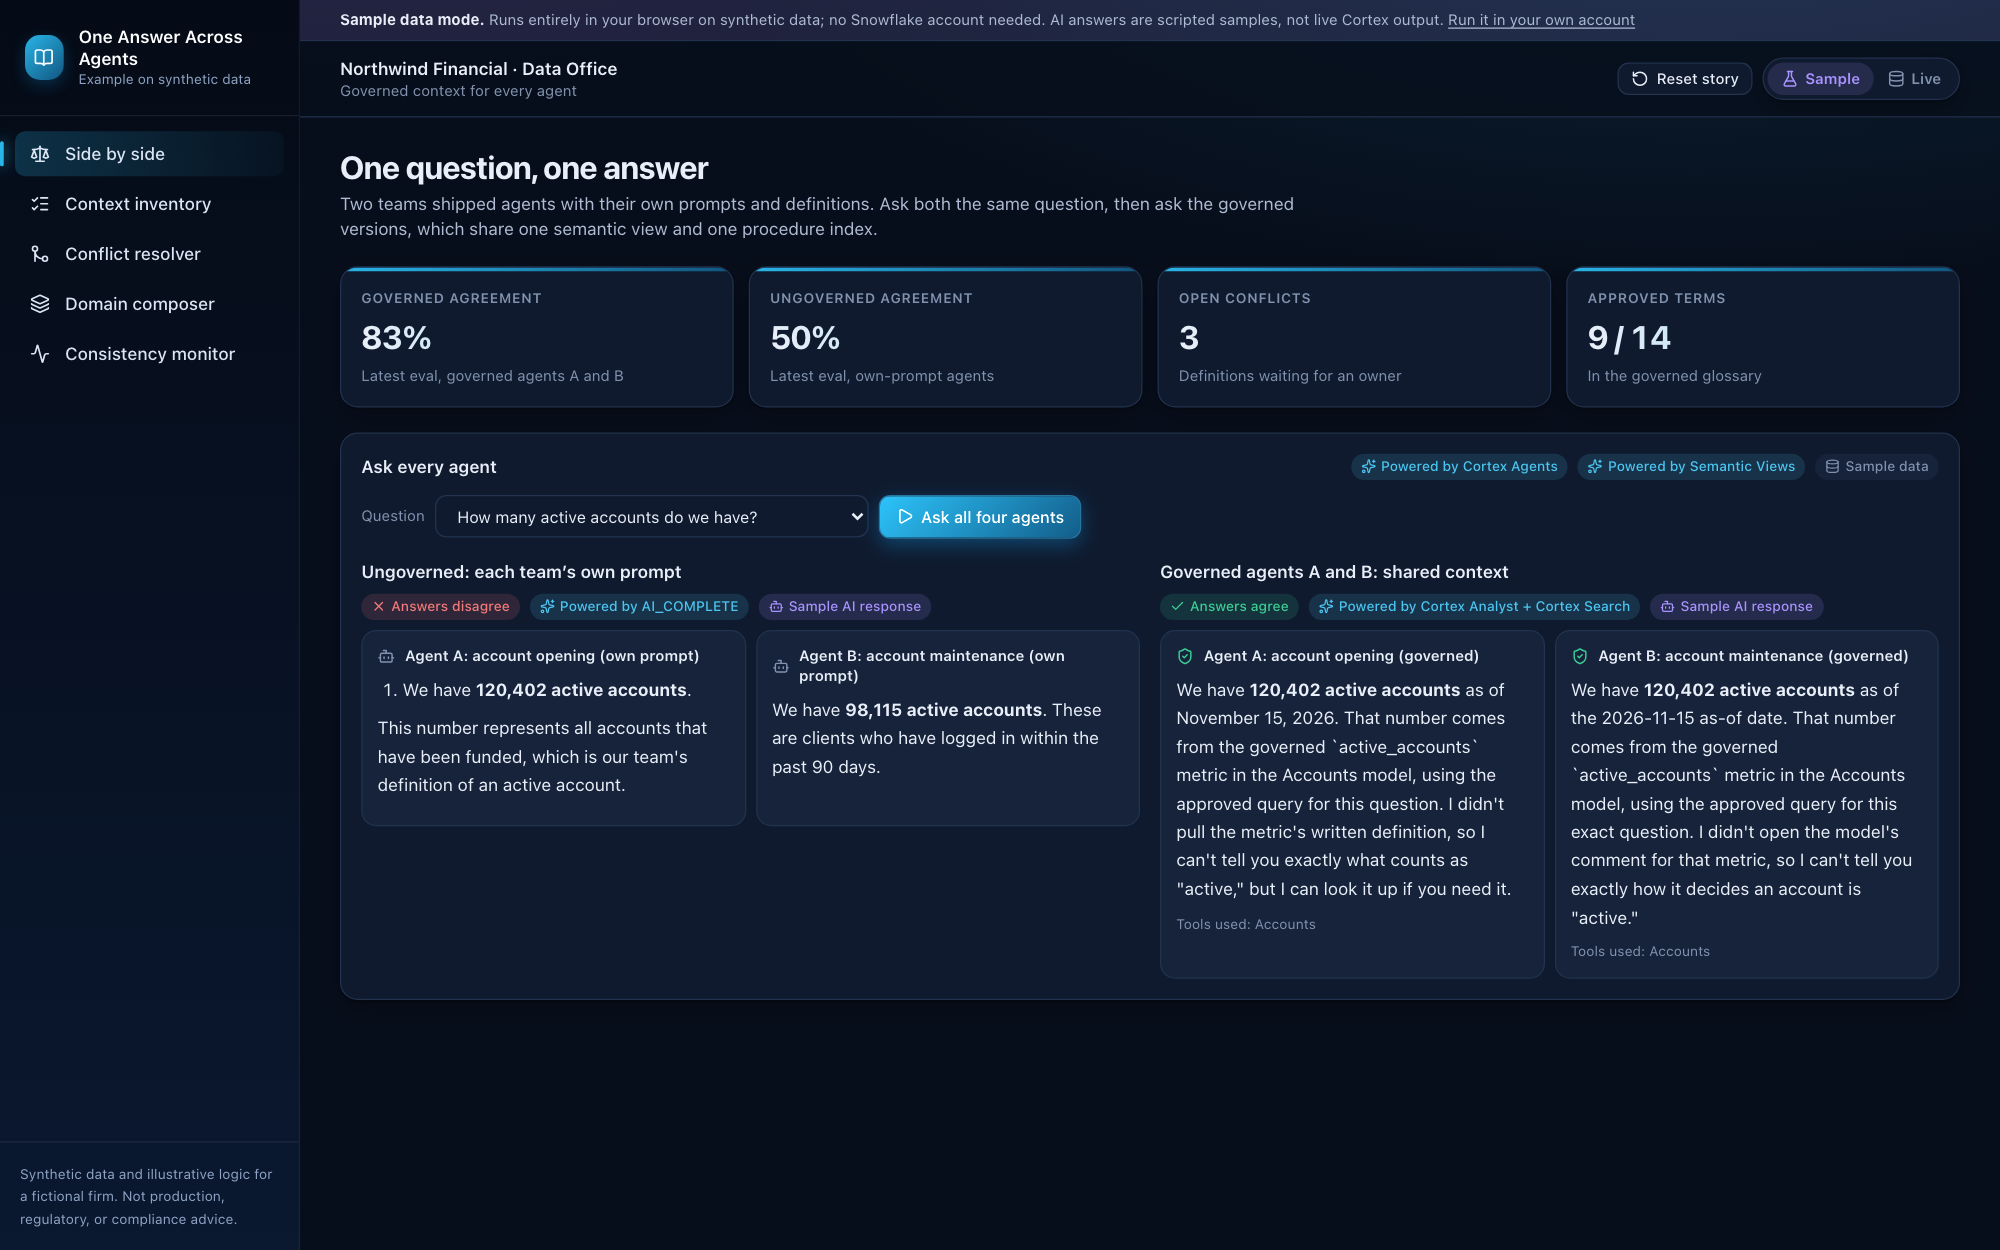 One Answer Across
Agents
Example on synthetic data
Side by side
Context inventory
Conflict resolver
Domain composer
Consistency monitor
Synthetic data and illustrative logic for
a fictional firm. Not production,
regulatory, or compliance advice.
Sample data mode. Runs entirely in your browser on synthetic data; no Snowflake account needed. AI answers are scripted samples, not live Cortex output. Run it in your own account
Northwind Financial · Data Office
Governed context for every agent
Reset story
Sample
Live
One question, one answer
Two teams shipped agents with their own prompts and definitions. Ask both the same question, then ask the governed
versions, which share one semantic view and one procedure index.
GOVERNED AGREEMENT
83%
Latest eval, governed agents A and B
UNGOVERNED AGREEMENT
50%
Latest eval, own-prompt agents
OPEN CONFLICTS
3
Definitions waiting for an owner
APPROVED TERMS
9 / 14
In the governed glossary
Ask every agent
Powered by Cortex Agents
Powered by Semantic Views
Sample data
Question
How many active accounts do we have?
Ask all four agents
Ungoverned: each team’s own prompt
Answers disagree
Powered by AI_COMPLETE
Sample AI response
Agent A: account opening (own prompt)
1. We have 120,402 active accounts.
This number represents all accounts that
have been funded, which is our team's
definition of an active account.
Agent B: account maintenance (own
prompt)
We have 98,115 active accounts. These
are clients who have logged in within the
past 90 days.
Governed agents A and B: shared context
Answers agree
Powered by Cortex Analyst + Cortex Search
Sample AI response
Agent A: account opening (governed)
We have 120,402 active accounts as of
November 15, 2026. That number comes
from the governed `active_accounts`
metric in the Accounts model, using the
approved query for this question. I didn't
pull the metric's written definition, so I
can't tell you exactly what counts as
"active," but I can look it up if you need it.
Tools used: Accounts
Agent B: account maintenance (governed)
We have 120,402 active accounts as of
the 2026-11-15 as-of date. That number
comes from the governed
`active_accounts` metric in the Accounts
model, using the approved query for this
exact question. I didn't open the model's
comment for that metric, so I can't tell you
exactly how it decides an account is
"active."
Tools used: Accounts